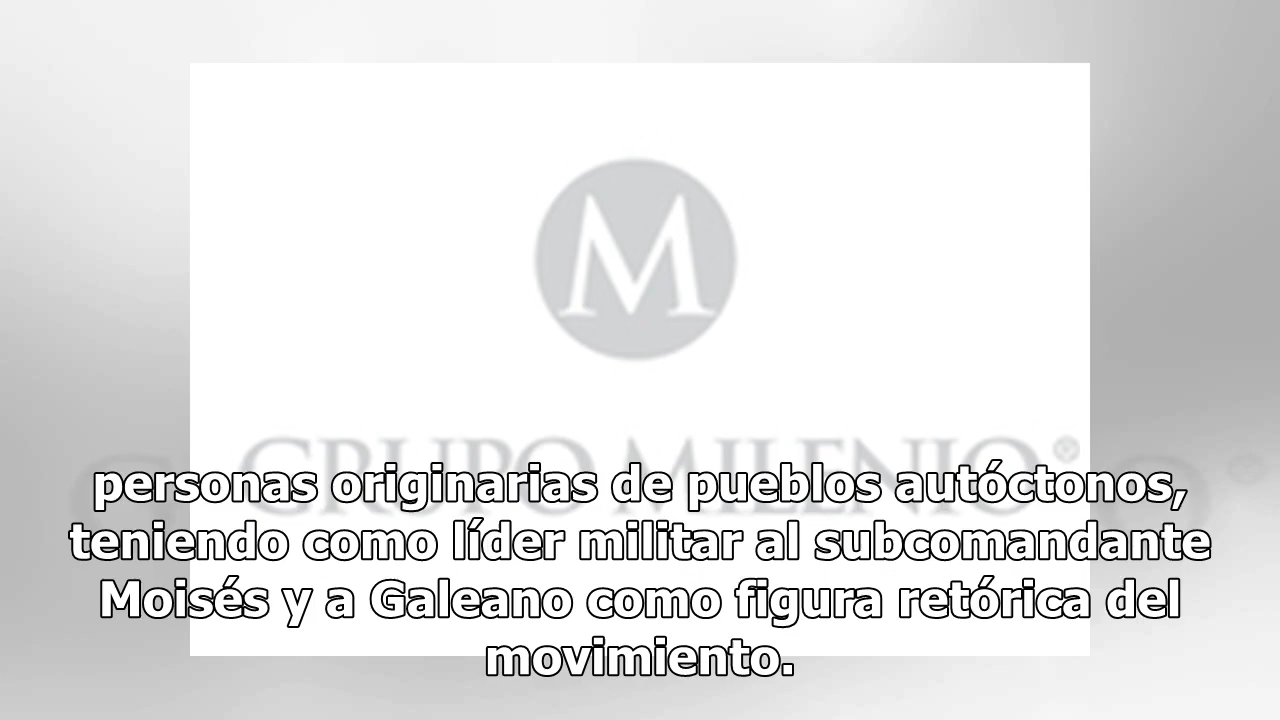 M
GRUPO MILENIO®
personas originarias de pueblos autóctonos,
teniendo como líder militar al subcomandante
Moisés y a Galeano como figura retórica del
movimiento.